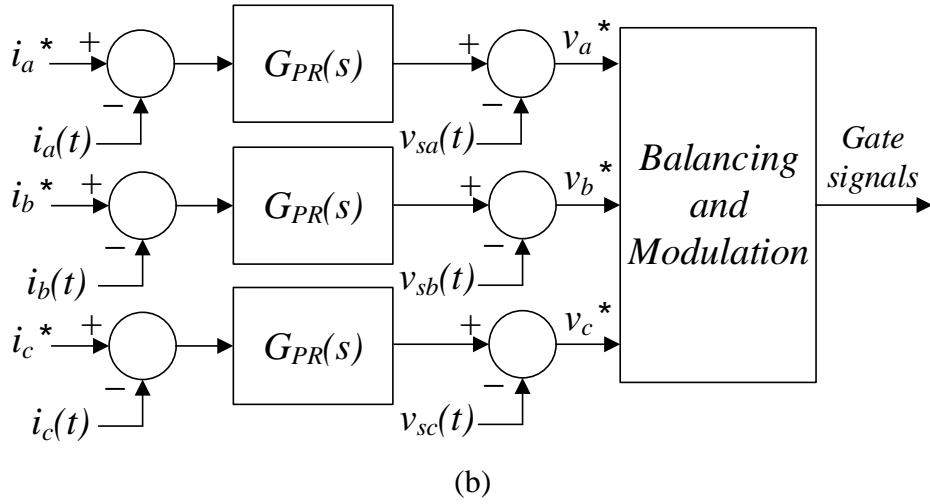 i_a* + G_PR(s) + v_a*
− −
i_a(t) v_sa(t)
i_b* + G_PR(s) + v_b*
− −
i_b(t) v_sb(t)
i_c* + G_PR(s) + v_c*
− −
i_c(t) v_sc(t)
Balancing
and
Modulation
Gate
signals
(b)